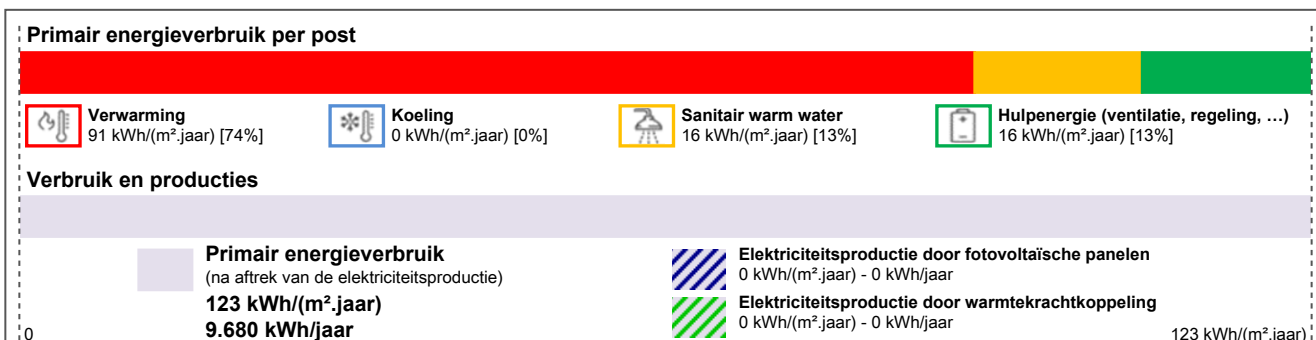 Primair energieverbruik per post
Verwarming
91 kWh/(m².jaar) [74%]
Koeling
0 kWh/(m².jaar) [0%]
Sanitair warm water
16 kWh/(m².jaar) [13%]
Hulpenergie (ventilatie, regeling, …)
16 kWh/(m².jaar) [13%]
Verbruik en producties
Primair energieverbruik
(na aftrek van de elektriciteitsproductie)
123 kWh/(m².jaar)
9.680 kWh/jaar
Elektriciteitsproductie door fotovoltaïsche panelen
0 kWh/(m².jaar) - 0 kWh/jaar
Elektriciteitsproductie door warmtekrachtkoppeling
0 kWh/(m².jaar) - 0 kWh/jaar
0
123 kWh/(m².jaar)